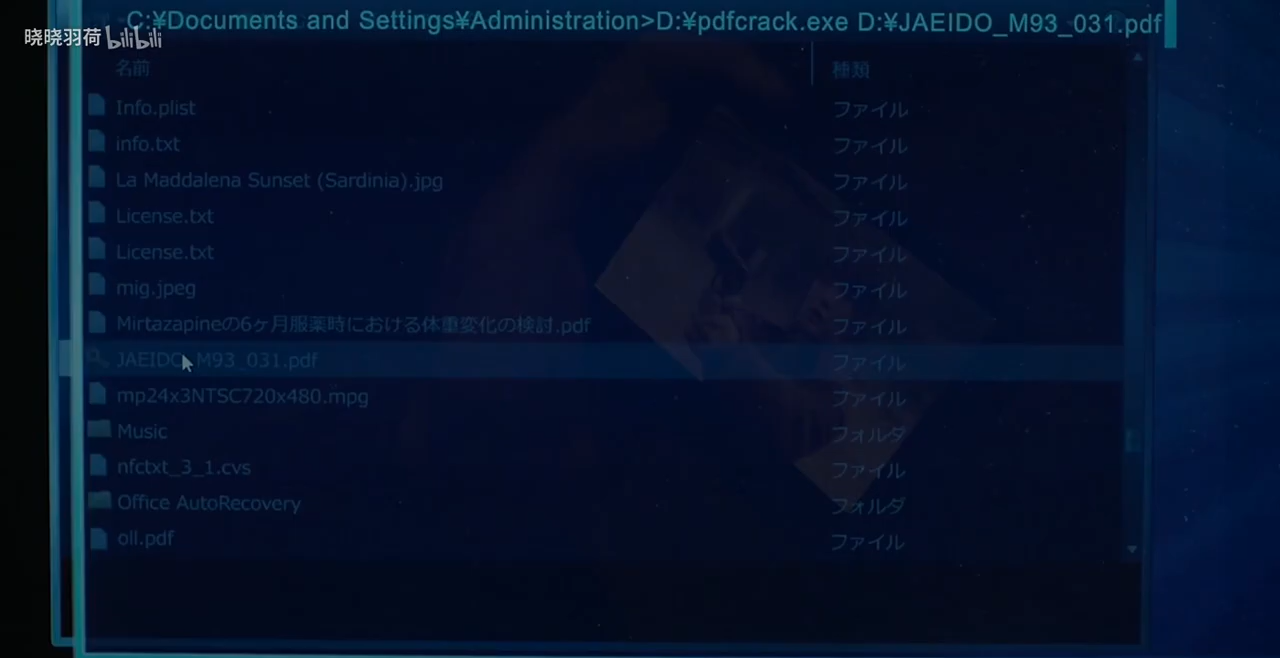 C:¥Documents and Settings¥Administration>D:¥pdfcrack.exe D:¥JAEIDO_M93_031.pdf
晓晓羽荷 bilibili
名前 種類
Info.plist ファイル
info.txt ファイル
La Maddalena Sunset (Sardinia).jpg ファイル
License.txt ファイル
License.txt ファイル
mig.jpeg ファイル
Mirtazapineの6ヶ月服薬時における体重変化の検討.pdf ファイル
JAEIDO_M93_031.pdf ファイル
mp24x3NTSC720x480.mpg ファイル
Music フォルダ
nfctxt_3_1.cvs ファイル
Office AutoRecovery フォルダ
oll.pdf ファイル